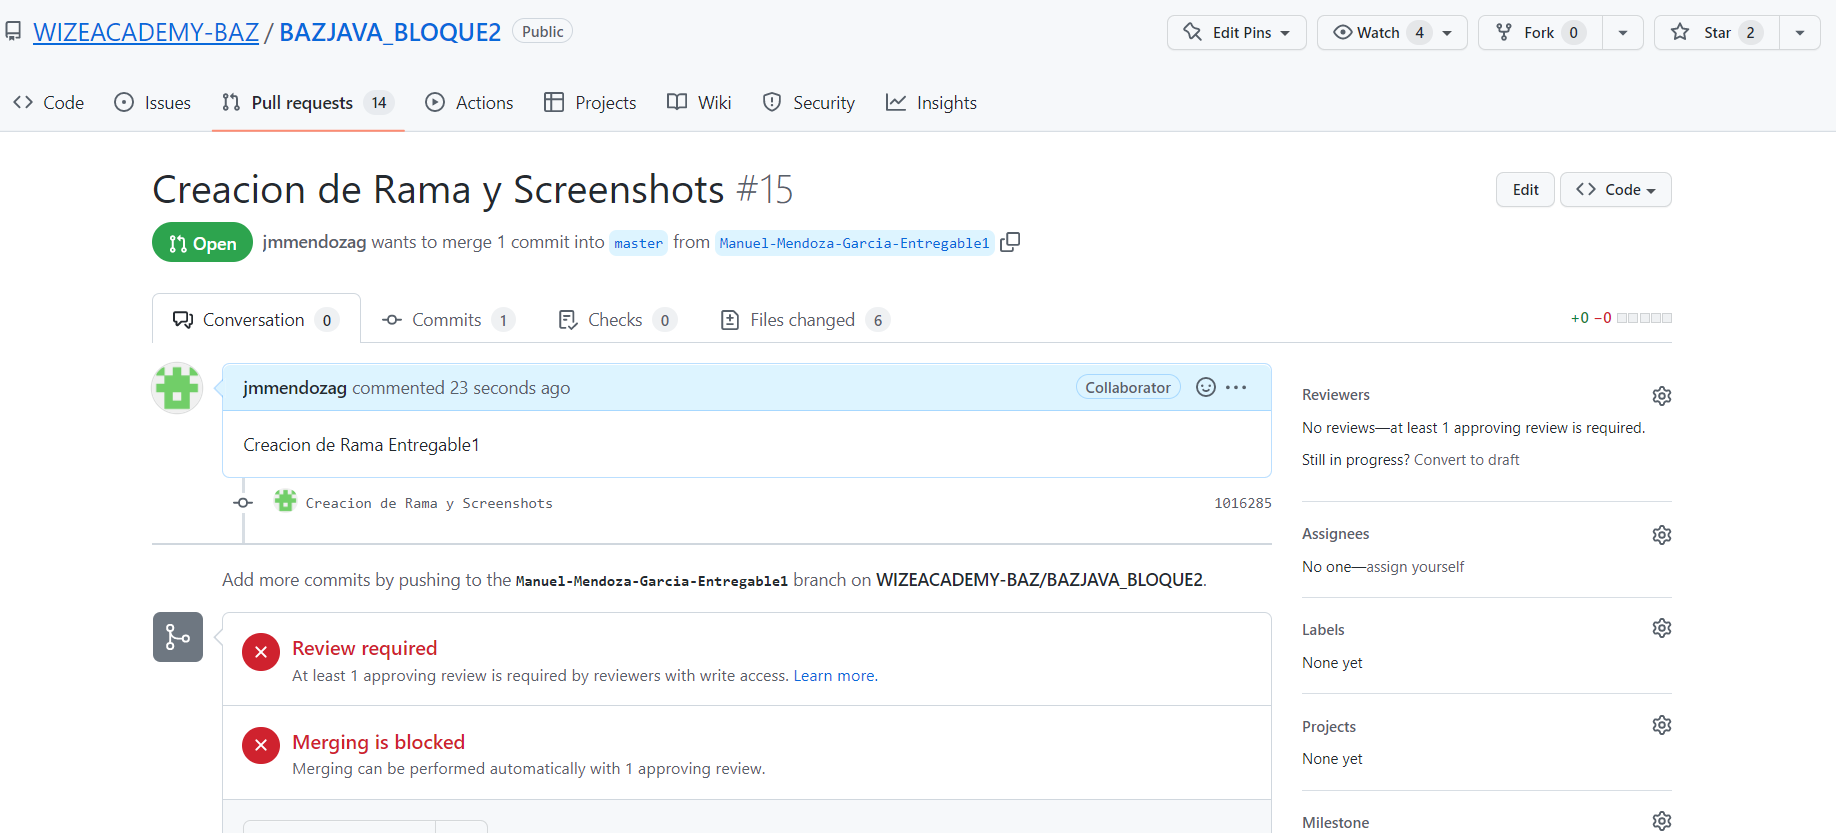 WIZEACADEMY-BAZ / BAZJAVA_BLOQUE2 Public
Edit Pins Watch 4 Fork 0 Star 2
Code Issues Pull requests 14 Actions Projects Wiki Security Insights
Creacion de Rama y Screenshots #15
Edit Code
Open jmmendozag wants to merge 1 commit into master from Manuel-Mendoza-Garcia-Entregable1
Conversation 0 Commits 1 Checks 0 Files changed 6
+0 −0
jmmendozag commented 23 seconds ago Collaborator
Creacion de Rama Entregable1
Creacion de Rama y Screenshots 1016285
Add more commits by pushing to the Manuel-Mendoza-Garcia-Entregable1 branch on WIZEACADEMY-BAZ/BAZJAVA_BLOQUE2.
Review required
At least 1 approving review is required by reviewers with write access. Learn more.
Merging is blocked
Merging can be performed automatically with 1 approving review.
Reviewers
No reviews—at least 1 approving review is required.
Still in progress? Convert to draft
Assignees
No one—assign yourself
Labels
None yet
Projects
None yet
Milestone